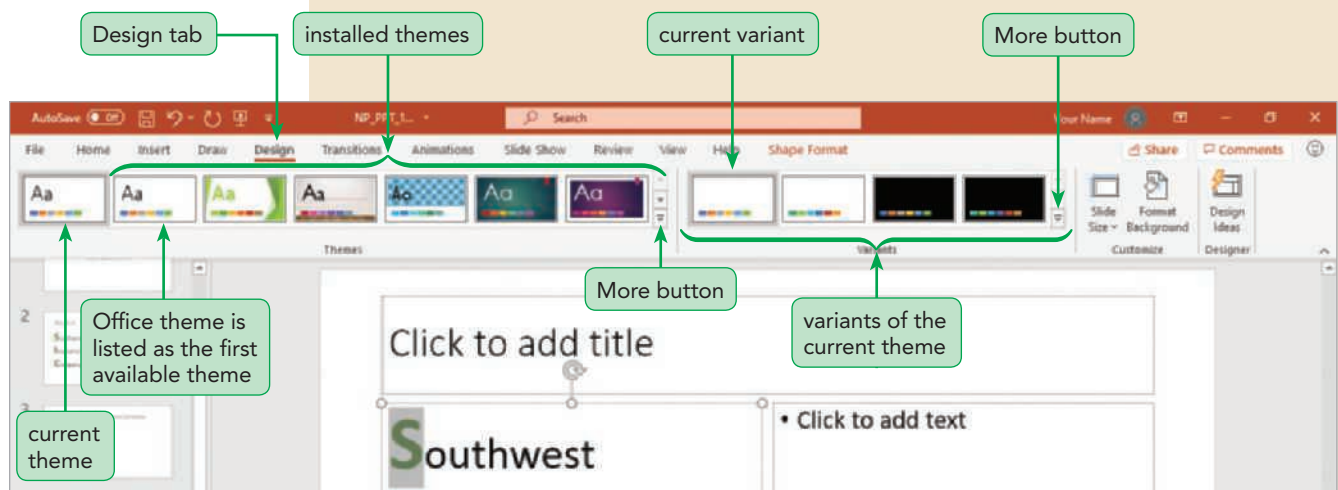 Design tab
installed themes
current variant
More button
AutoSave Off
NP_PPT_1... 
Search
Your Name
File Home Insert Draw Design Transitions Animations Slide Show Review View Help Shape Format
Share Comments
Aa Aa Aa Aa Aa Aa Aa
Slide
Size
Format
Background
Design
Ideas
Themes
Variants
Customize
Designer
More button
2
Office theme is
listed as the first
available theme
Click to add title
variants of the
current theme
3
current
theme
Southwest
• Click to add text